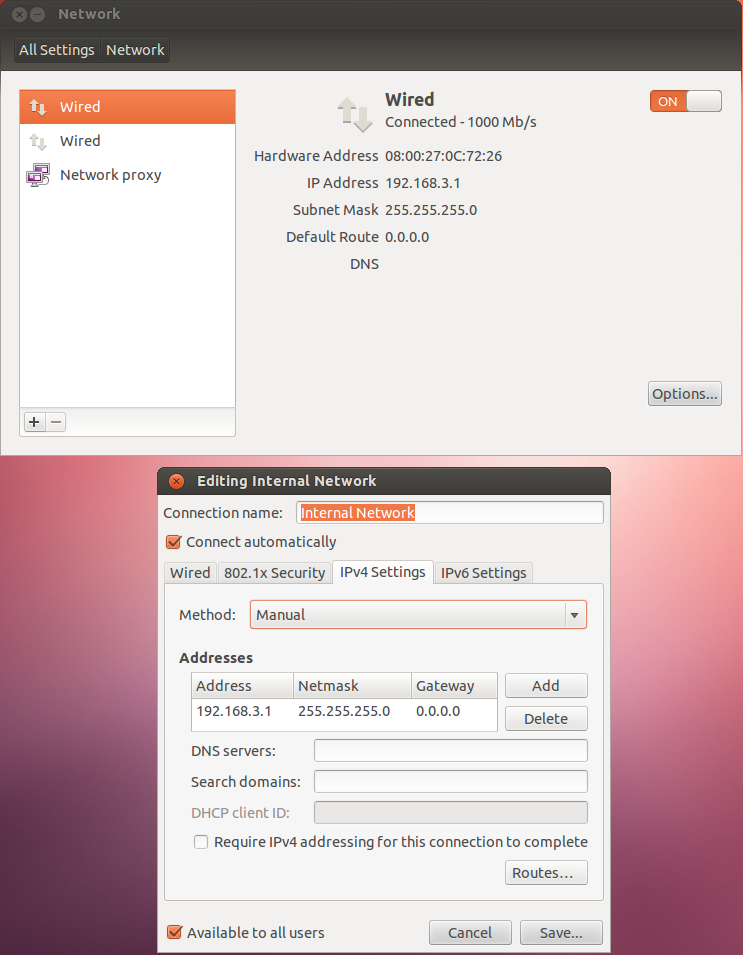 Network
All Settings Network
Wired
Wired
Network proxy
Wired
Connected - 1000 Mb/s
ON
Hardware Address 08:00:27:0C:72:26
IP Address 192.168.3.1
Subnet Mask 255.255.255.0
Default Route 0.0.0.0
DNS
Options...
Editing Internal Network
Connection name: Internal Network
Connect automatically
Wired 802.1x Security IPv4 Settings IPv6 Settings
Method: Manual
Addresses
Address Netmask Gateway Add
192.168.3.1 255.255.255.0 0.0.0.0
Delete
DNS servers:
Search domains:
DHCP client ID:
Require IPv4 addressing for this connection to complete
Routes…
Available to all users Cancel Save...